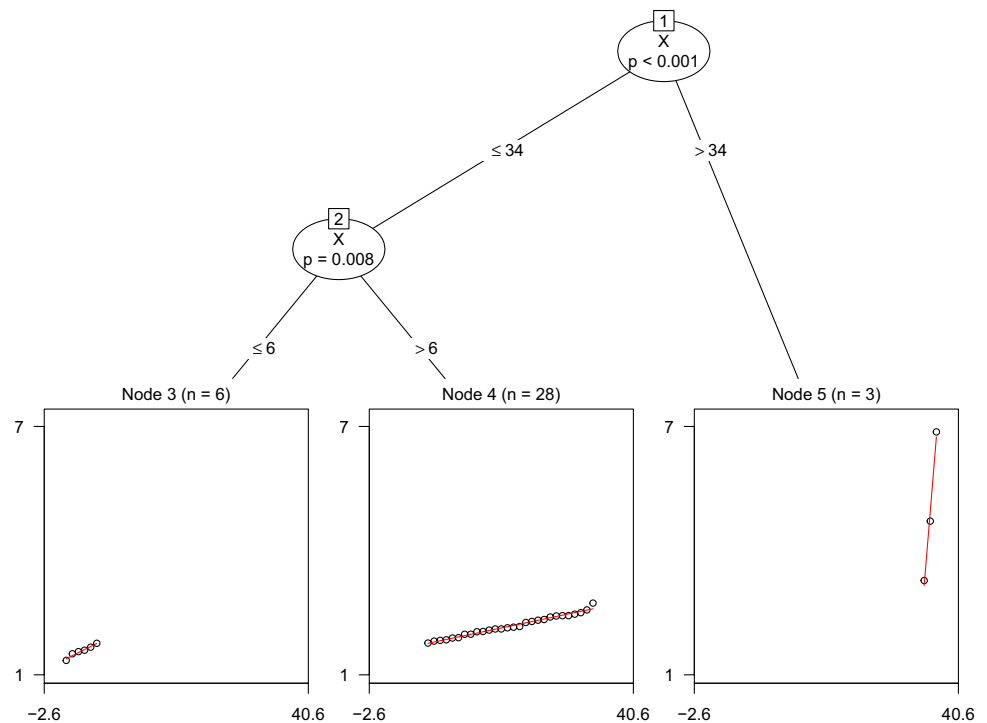 1
X
p < 0.001
≤ 34
> 34
2
X
p = 0.008
≤ 6
> 6
Node 3 (n = 6)
7
1
−2.6
40.6
Node 4 (n = 28)
7
1
−2.6
40.6
Node 5 (n = 3)
7
1
−2.6
40.6